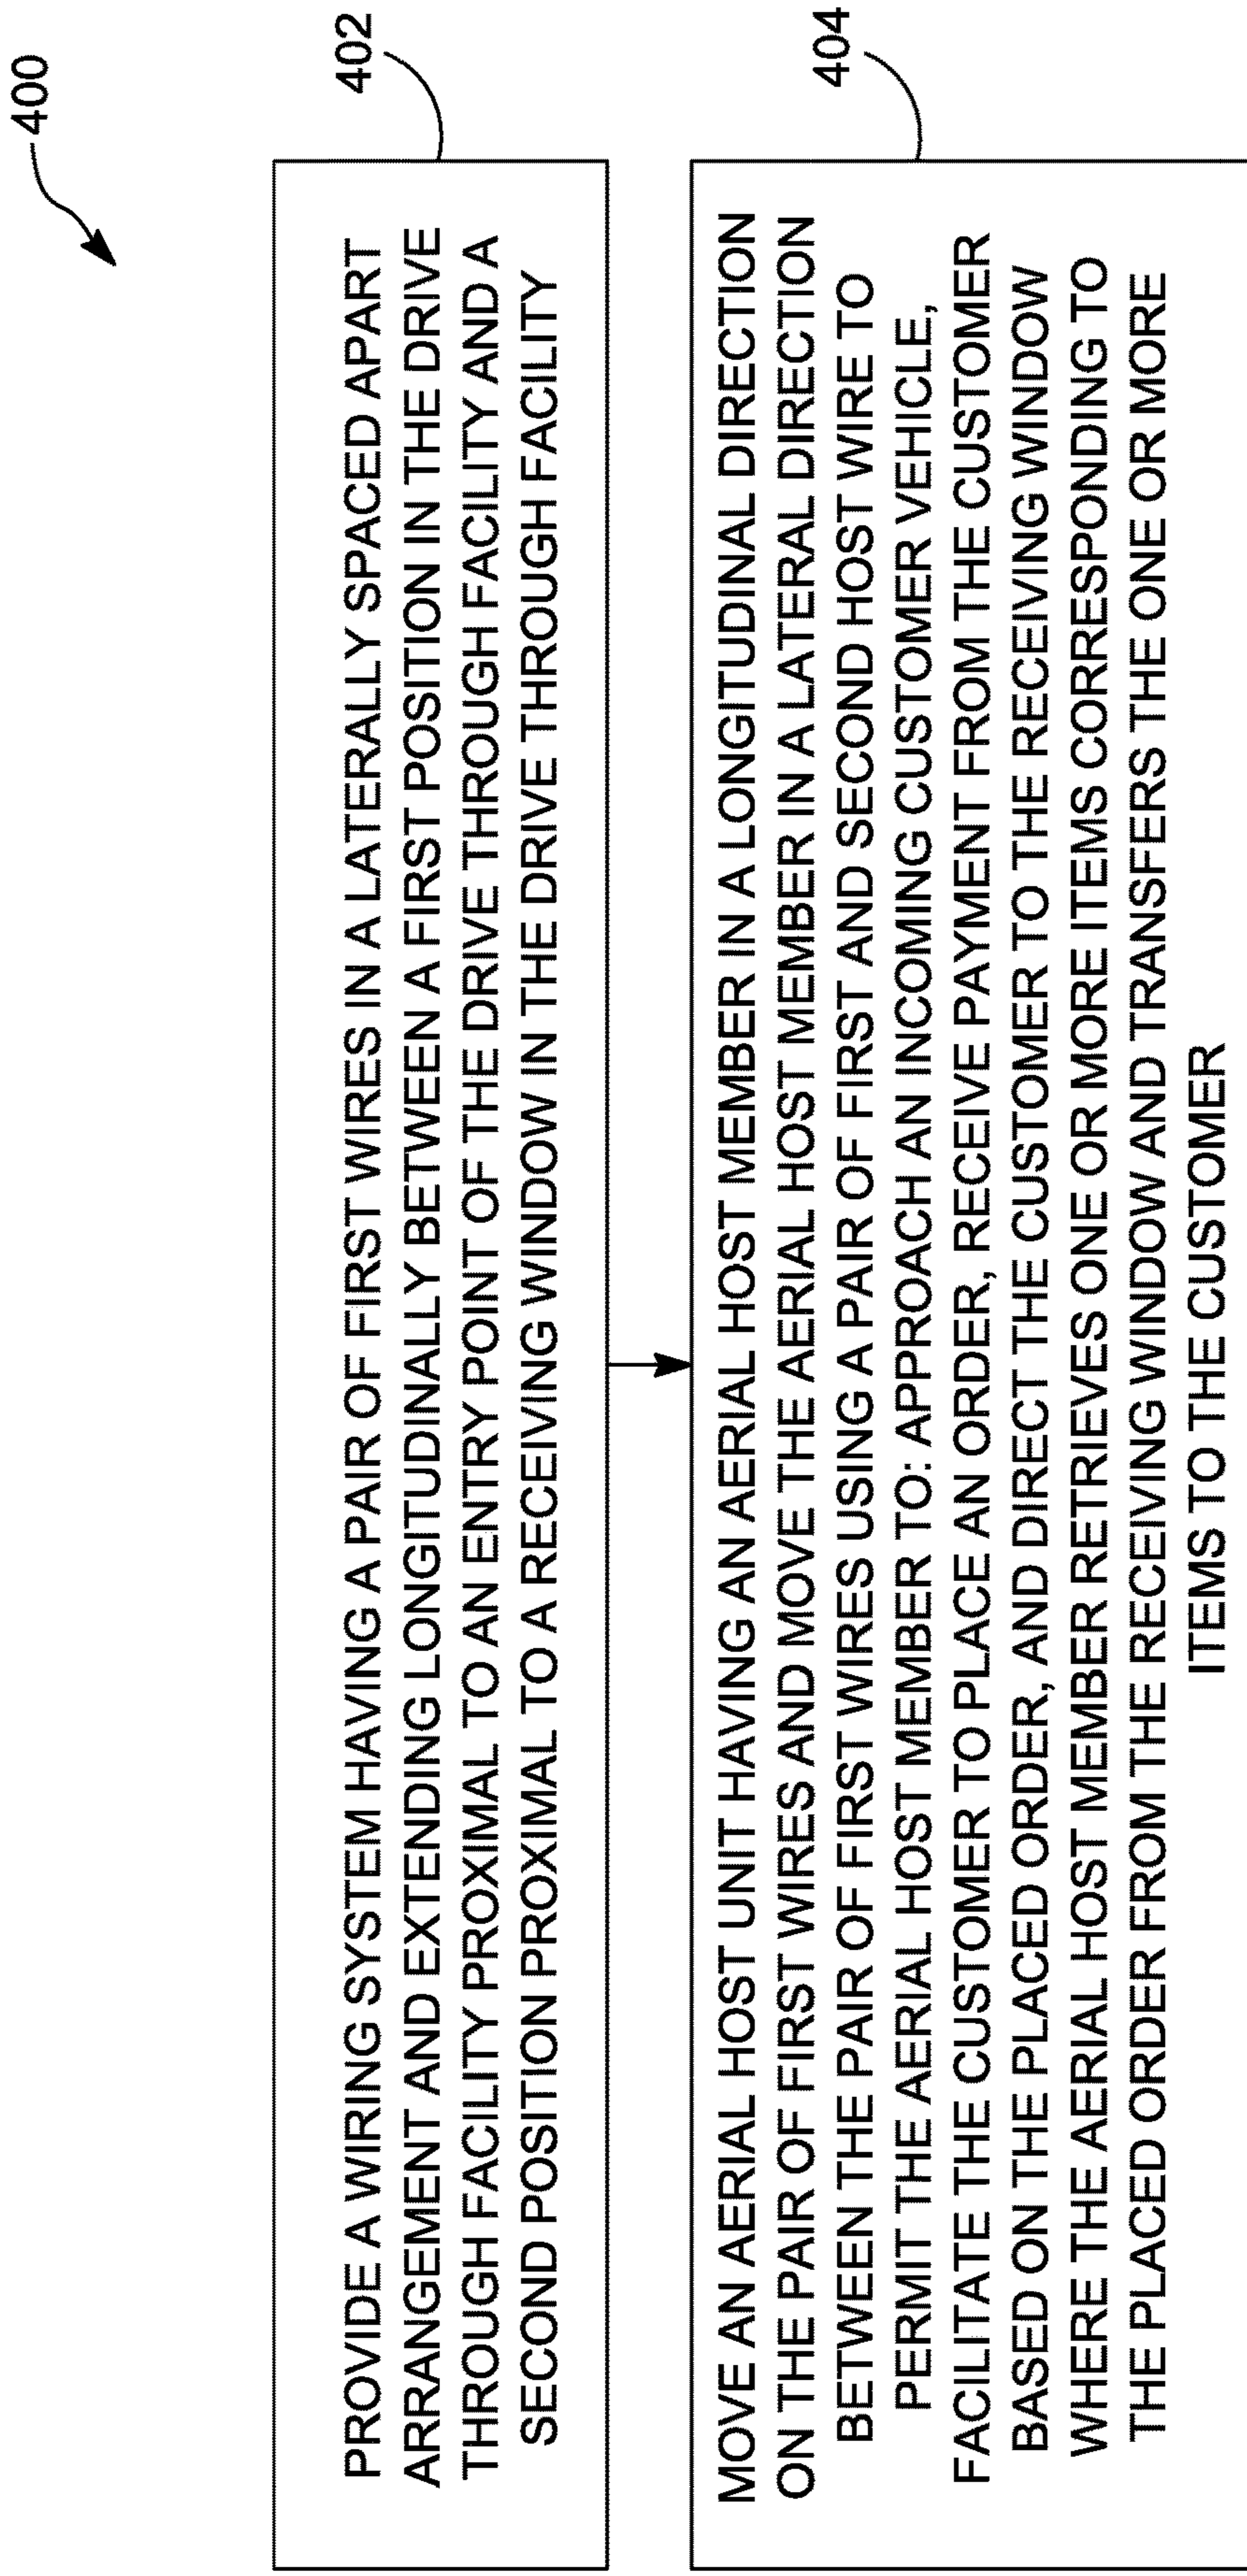 400
402
PROVIDE A WIRING SYSTEM HAVING A PAIR OF FIRST WIRES IN A LATERALLY SPACED APART
ARRANGEMENT AND EXTENDING LONGITUDINALLY BETWEEN A FIRST POSITION IN THE DRIVE
THROUGH FACILITY PROXIMAL TO AN ENTRY POINT OF THE DRIVE THROUGH FACILITY AND A
SECOND POSITION PROXIMAL TO A RECEIVING WINDOW IN THE DRIVE THROUGH FACILITY
404
MOVE AN AERIAL HOST UNIT HAVING AN AERIAL HOST MEMBER IN A LONGITUDINAL DIRECTION
ON THE PAIR OF FIRST WIRES AND MOVE THE AERIAL HOST MEMBER IN A LATERAL DIRECTION
BETWEEN THE PAIR OF FIRST WIRES USING A PAIR OF FIRST AND SECOND HOST WIRE TO
PERMIT THE AERIAL HOST MEMBER TO: APPROACH AN INCOMING CUSTOMER VEHICLE,
FACILITATE THE CUSTOMER TO PLACE AN ORDER, RECEIVE PAYMENT FROM THE CUSTOMER
BASED ON THE PLACED ORDER, AND DIRECT THE CUSTOMER TO THE RECEIVING WINDOW
WHERE THE AERIAL HOST MEMBER RETRIEVES ONE OR MORE ITEMS CORRESPONDING TO
THE PLACED ORDER FROM THE RECEIVING WINDOW AND TRANSFERS THE ONE OR MORE
ITEMS TO THE CUSTOMER